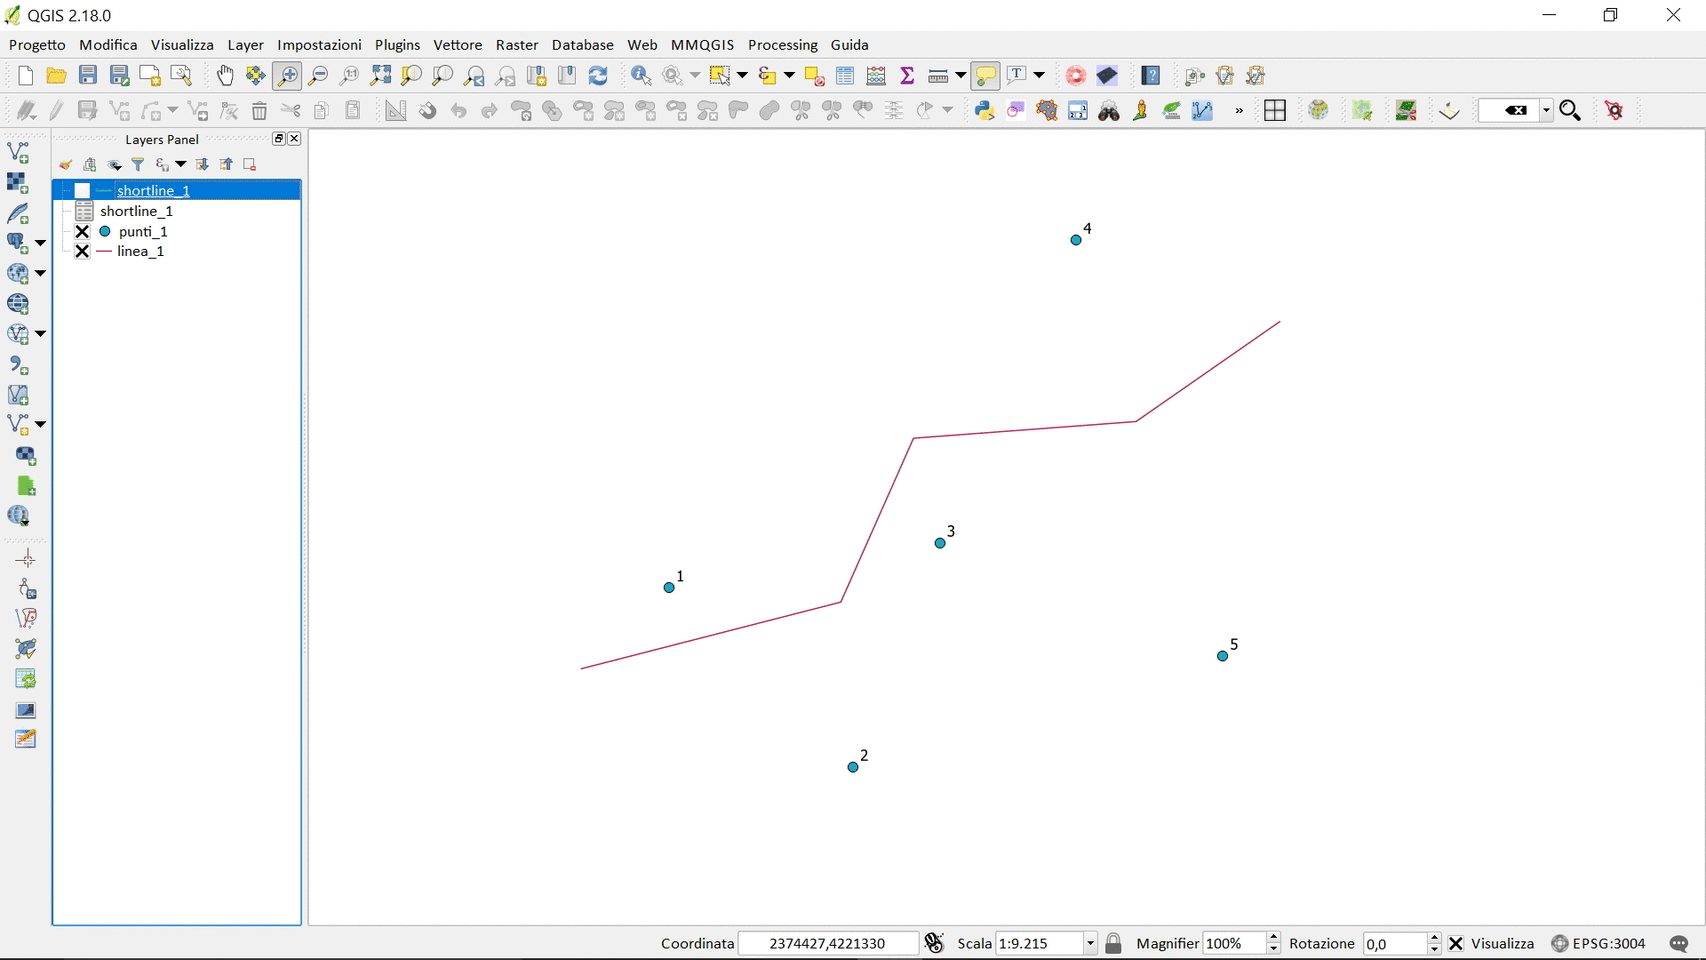 QGIS 2.18.0
Progetto Modifica Visualizza Layer Impostazioni Plugins Vettore Raster Database Web MMQGIS Processing Guida
Layers Panel
shortline_1
shortline_1
punti_1
linea_1
4
3
1
5
2
Coordinata 2374427,4221330 Scala 1:9.215 Magnifier 100% Rotazione 0,0 Visualizza EPSG:3004